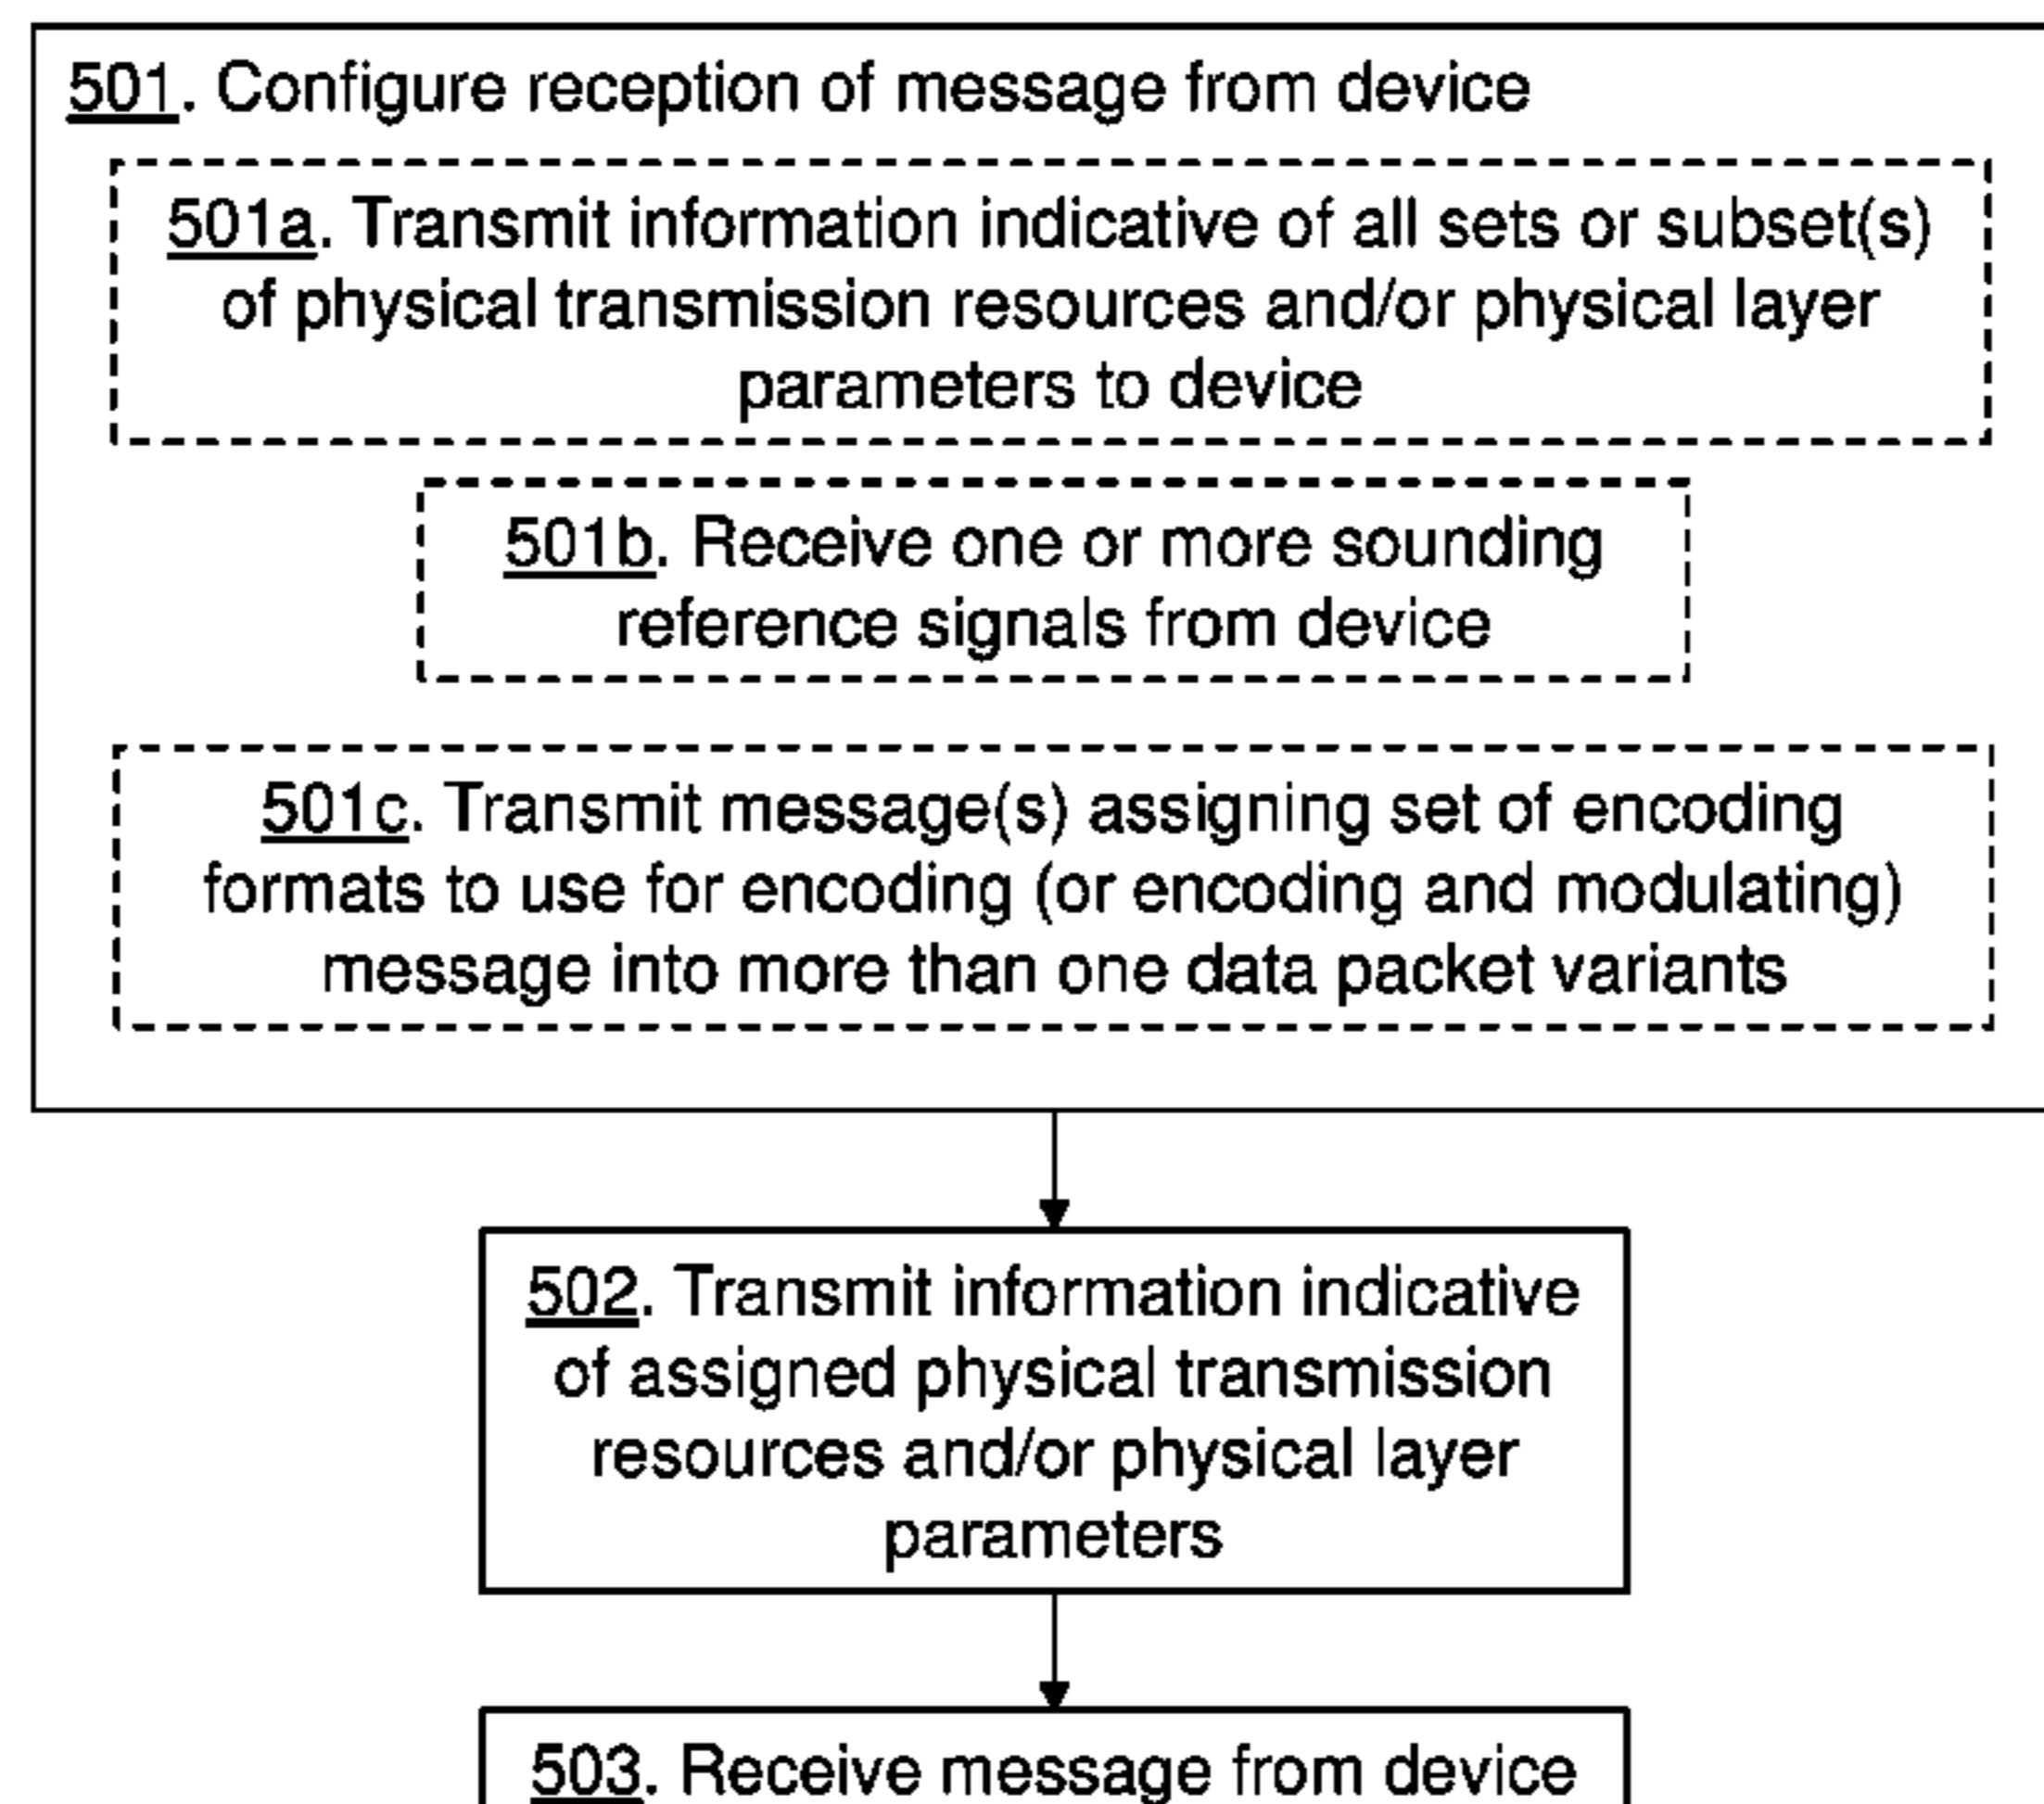 501. Configure reception of message from device
501a. Transmit information indicative of all sets or subset(s)
of physical transmission resources and/or physical layer
parameters to device
501b. Receive one or more sounding
reference signals from device
501c. Transmit message(s) assigning set of encoding
formats to use for encoding (or encoding and modulating)
message into more than one data packet variants
502. Transmit information indicative
of assigned physical transmission
resources and/or physical layer
parameters
503. Receive message from device